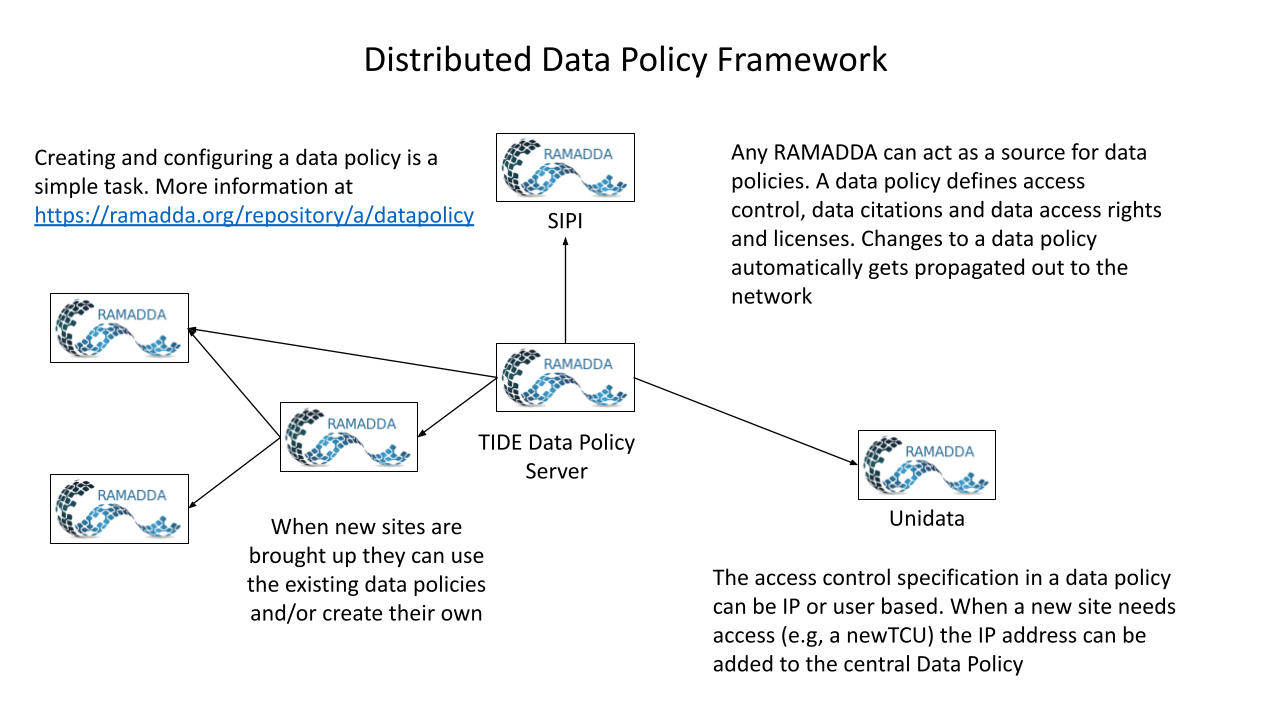 Distributed Data Policy Framework
Creating and configuring a data policy is a
simple task. More information at
https://ramadda.org/repository/a/datapolicy
RAMADDA
SIPI
Any RAMADDA can act as a source for data
policies. A data policy defines access
control, data citations and data access rights
and licenses. Changes to a data policy
automatically gets propagated out to the
network
RAMADDA
RAMADDA
TIDE Data Policy
Server
RAMADDA
RAMADDA
Unidata
RAMADDA
When new sites are
brought up they can use
the existing data policies
and/or create their own
The access control specification in a data policy
can be IP or user based. When a new site needs
access (e.g, a newTCU) the IP address can be
added to the central Data Policy